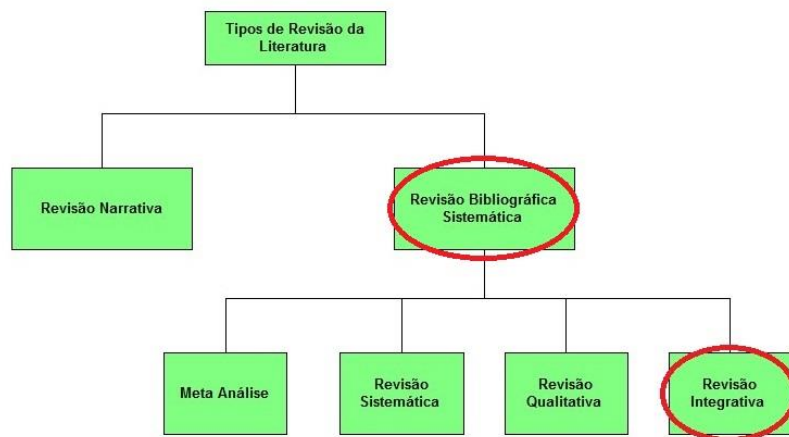 Tipos de Revisão da
Literatura
Revisão Narrativa
Revisão Bibliográfica
Sistemática
Meta Análise
Revisão
Sistemática
Revisão
Qualitativa
Revisão
Integrativa